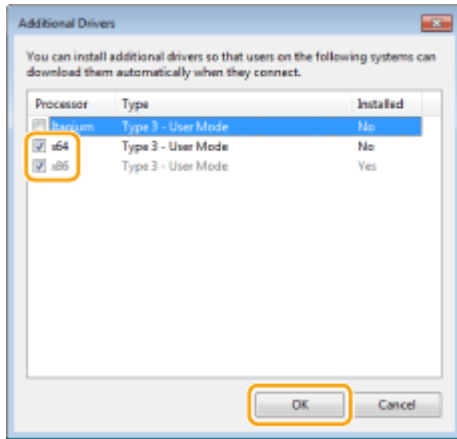 Additional Drivers
You can install additional drivers so that users on the following systems can
download them automatically when they connect.
Processor Type Installed
Itanium Type 3 - User Mode No
x64 Type 3 - User Mode No
x86 Type 3 - User Mode Yes
OK Cancel